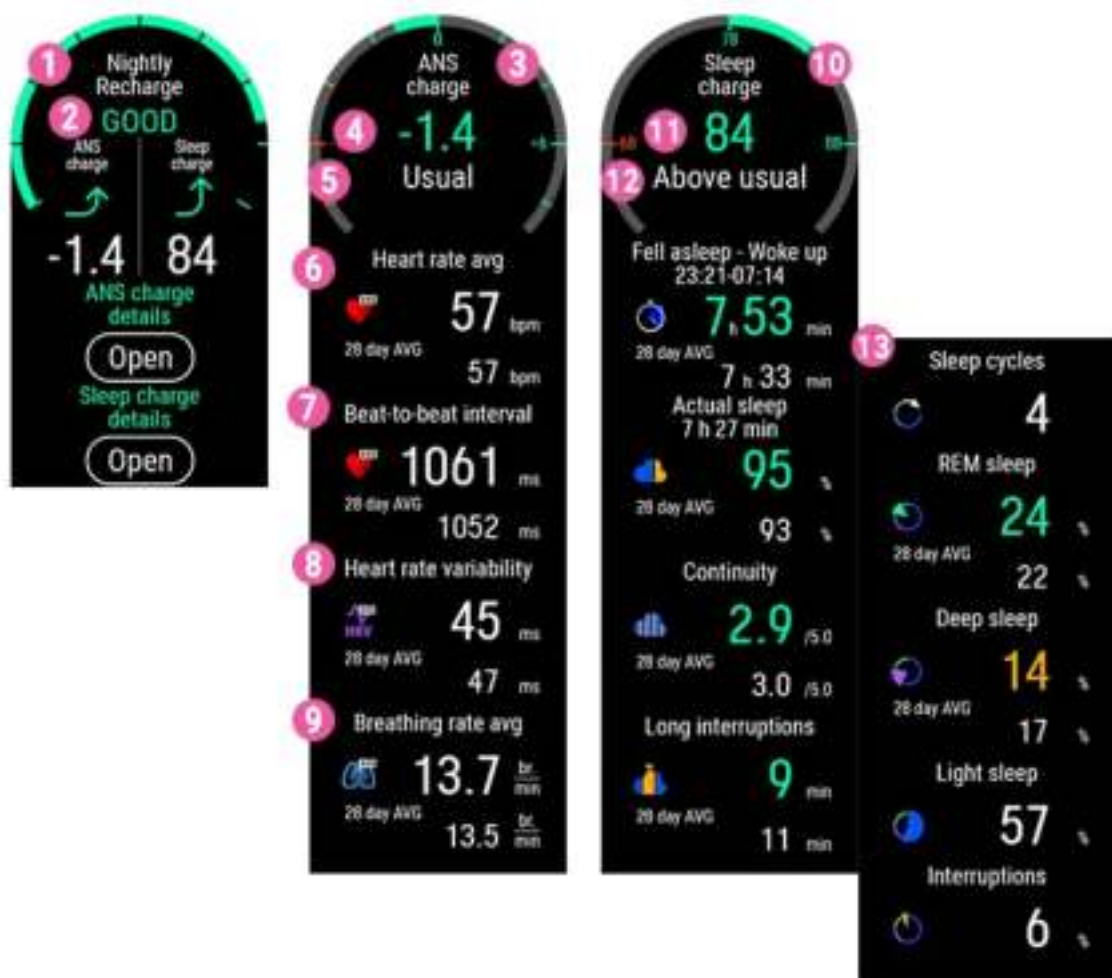 1
Nightly
Recharge
2
GOOD
ANS
charge
Sleep
charge
-1.4
84
ANS charge
details
Open
Sleep charge
details
Open
0
3
ANS
charge
4
-1.4
+6
5
Usual
6
Heart rate avg
57 bpm
28 day AVG
57 bpm
7
Beat-to-beat interval
1061 ms
28 day AVG
1052 ms
8
Heart rate variability
HRV
45 ms
28 day AVG
47 ms
9
Breathing rate avg
13.7 br. min
28 day AVG
13.5 br. min
78
10
Sleep
charge
11
84
68
88
12
Above usual
Fell asleep - Woke up
23:21-07:14
7 h 53 min
28 day AVG
7 h 33 min
Actual sleep
7 h 27 min
95 %
28 day AVG
93 %
Continuity
2.9 /5.0
28 day AVG
3.0 /5.0
Long interruptions
9 min
28 day AVG
11 min
13
Sleep cycles
4
REM sleep
24 %
28 day AVG
22 %
Deep sleep
14 %
28 day AVG
17 %
Light sleep
57 %
Interruptions
6 %